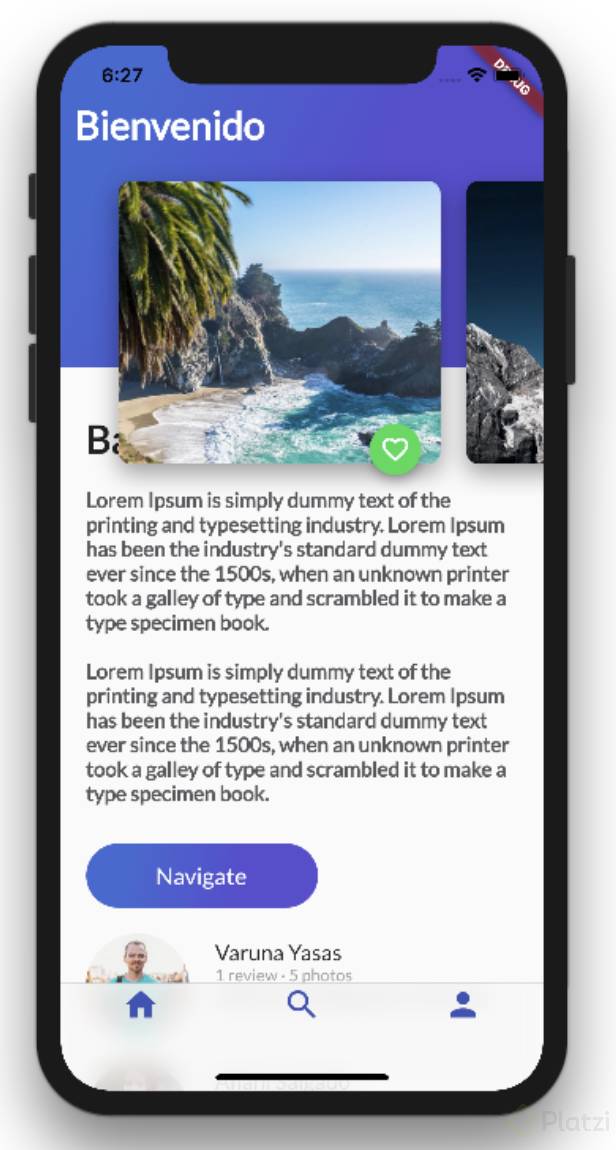 6:27
DEBUG
Bienvenido
Lorem Ipsum is simply dummy text of the
printing and typesetting industry. Lorem Ipsum
has been the industry's standard dummy text
ever since the 1500s, when an unknown printer
took a galley of type and scrambled it to make a
type specimen book.
Lorem Ipsum is simply dummy text of the
printing and typesetting industry. Lorem Ipsum
has been the industry's standard dummy text
ever since the 1500s, when an unknown printer
took a galley of type and scrambled it to make a
type specimen book.
Navigate
Varuna Yasas
1 review · 5 photos
Platzi